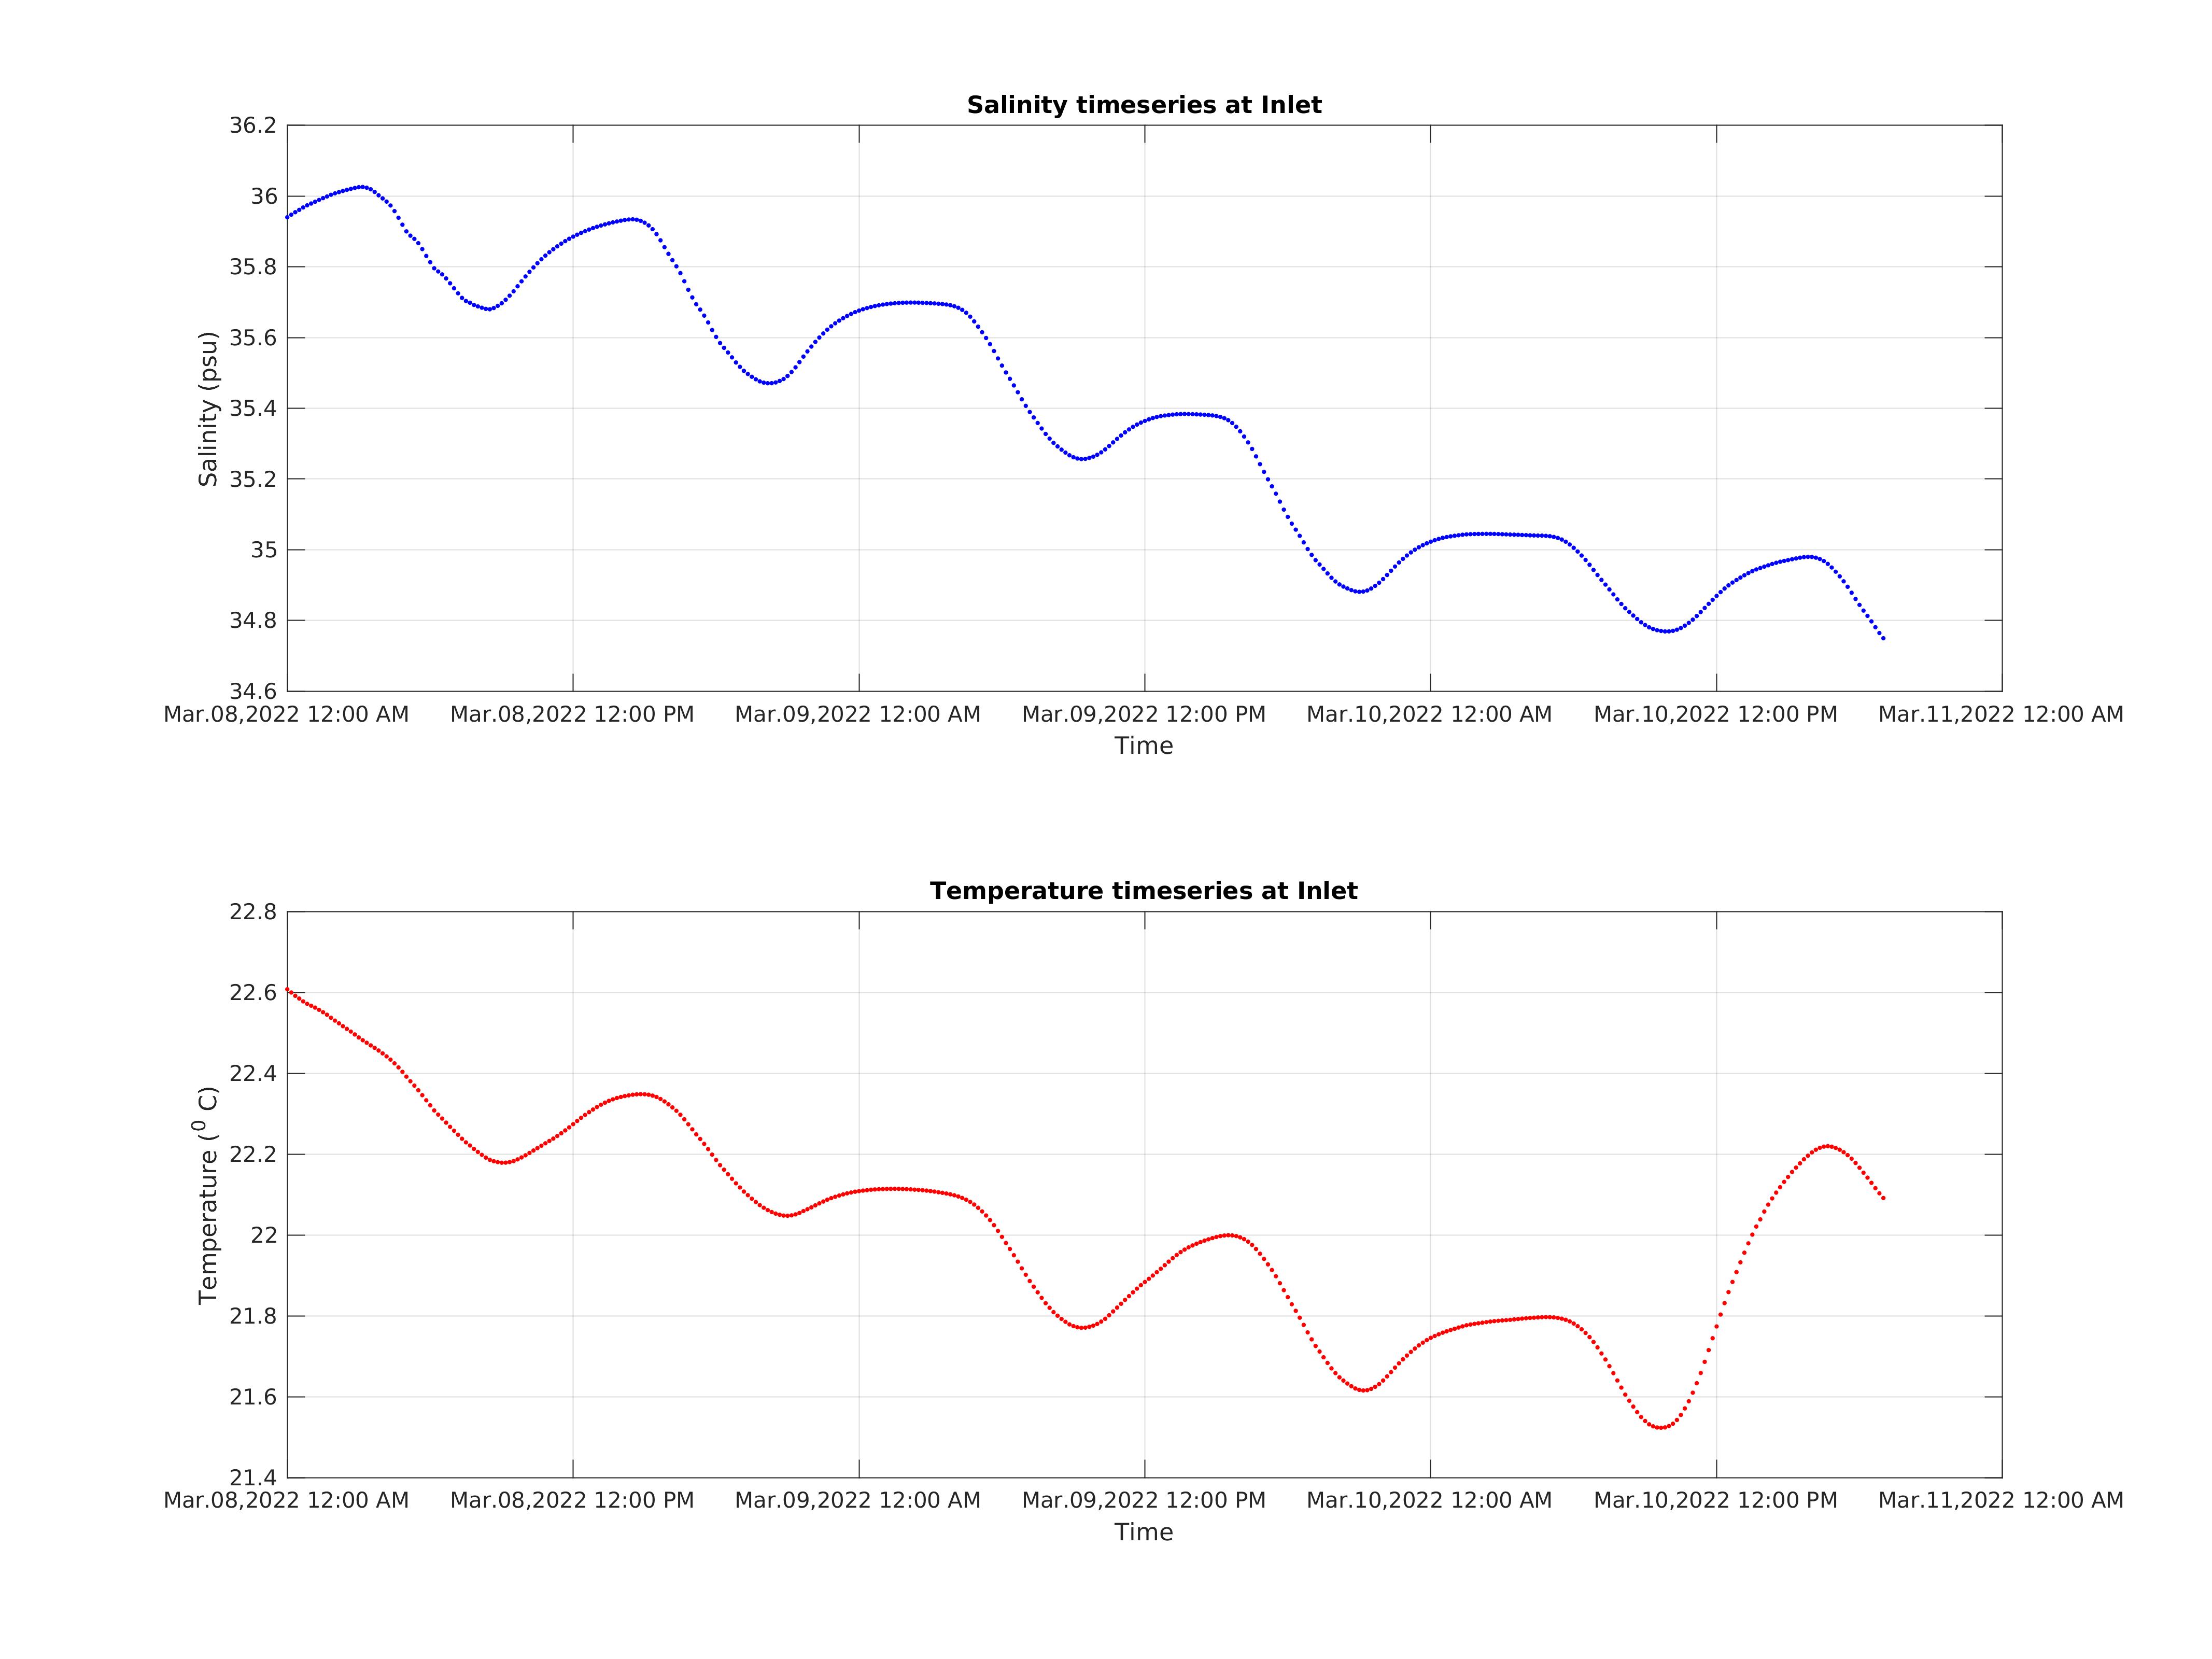 Salinity timeseries at Inlet
36.2
36
35.8
35.6
35.4
35.2
35
34.8
34.6
Salinity (psu)
Mar.08,2022 12:00 AM Mar.08,2022 12:00 PM Mar.09,2022 12:00 AM Mar.09,2022 12:00 PM Mar.10,2022 12:00 AM Mar.10,2022 12:00 PM Mar.11,2022 12:00 AM
Time
Temperature timeseries at Inlet
22.8
22.6
22.4
22.2
22
21.8
21.6
21.4
Temperature (⁰ C)
Mar.08,2022 12:00 AM Mar.08,2022 12:00 PM Mar.09,2022 12:00 AM Mar.09,2022 12:00 PM Mar.10,2022 12:00 AM Mar.10,2022 12:00 PM Mar.11,2022 12:00 AM
Time